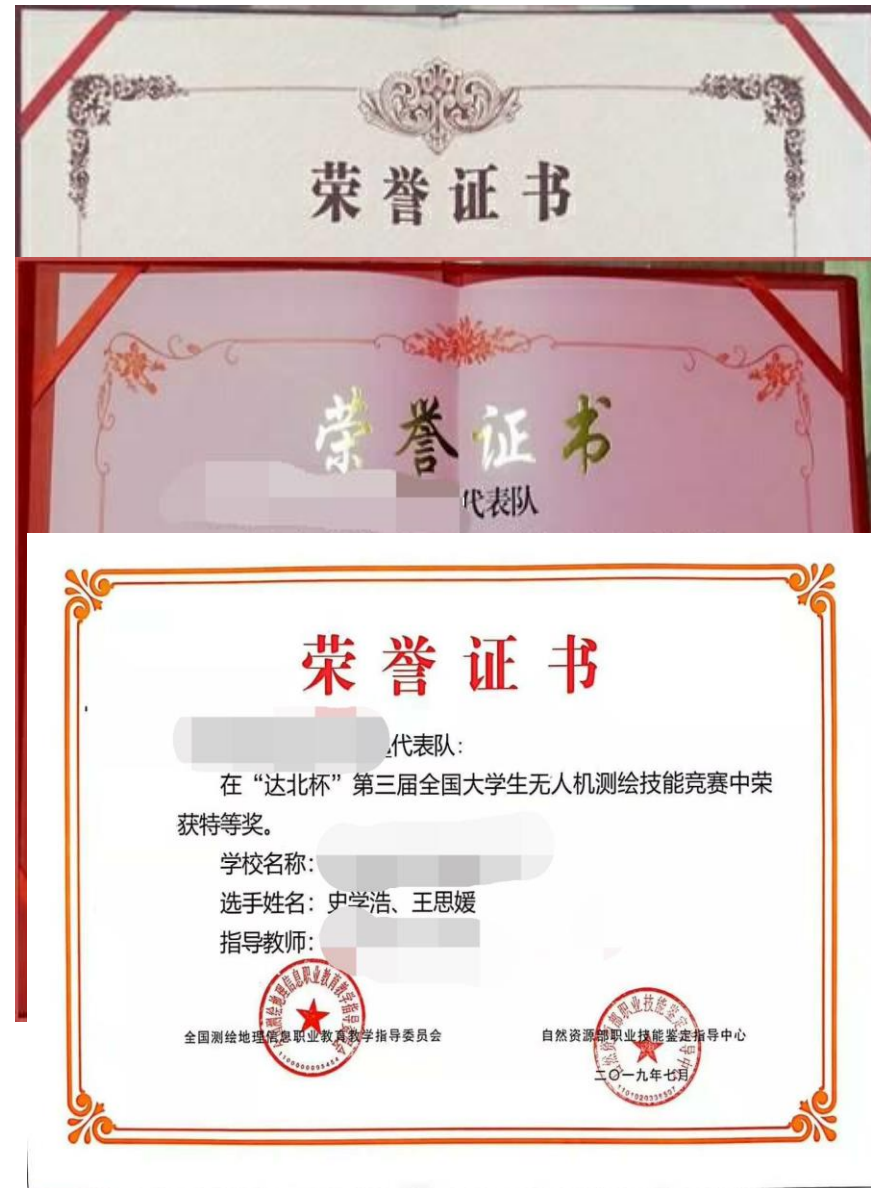 荣誉证书
荣誉证书
代表队
荣誉证书
代表队:
在“达北杯”第三届全国大学生无人机测绘技能竞赛中荣
获特等奖。
学校名称:
选手姓名: 史学浩、王思媛
指导教师:
全国测绘地理信息职业教育教学指导委员会
自然资源部职业技能鉴定指导中心
二〇一九年七月